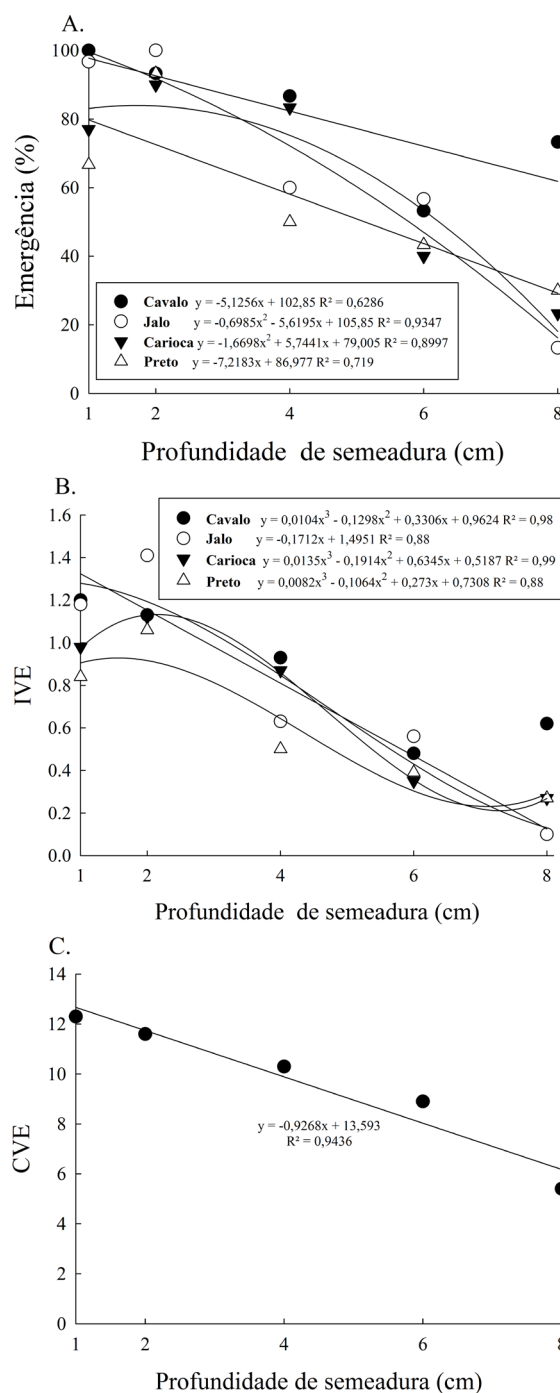 A.
100
80
60
40
20
0
Emergência (%)
Cavalo y = -5,1256x + 102,85 R² = 0,6286
Jalo y = -0,6985x² - 5,6195x + 105,85 R² = 0,9347
Carioca y = -1,6698x² + 5,7441x + 79,005 R² = 0,8997
Preto y = -7,2183x + 86,977 R² = 0,719
1 2 4 6 8
Profundidade de semeadura (cm)
B.
1.6
1.4
1.2
1.0
0.8
0.6
0.4
0.2
0.0
IVE
Cavalo y = 0,0104x³ - 0,1298x² + 0,3306x + 0,9624 R² = 0,98
Jalo y = -0,1712x + 1,4951 R² = 0,88
Carioca y = 0,0135x³ - 0,1914x² + 0,6345x + 0,5187 R² = 0,99
Preto y = 0,0082x³ - 0,1064x² + 0,273x + 0,7308 R² = 0,88
1 2 4 6 8
Profundidade de semeadura (cm)
C.
14
12
10
8
6
4
2
0
CVE
y = -0,9268x + 13,593
R² = 0,9436
1 2 4 6 8
Profundidade de semeadura (cm)